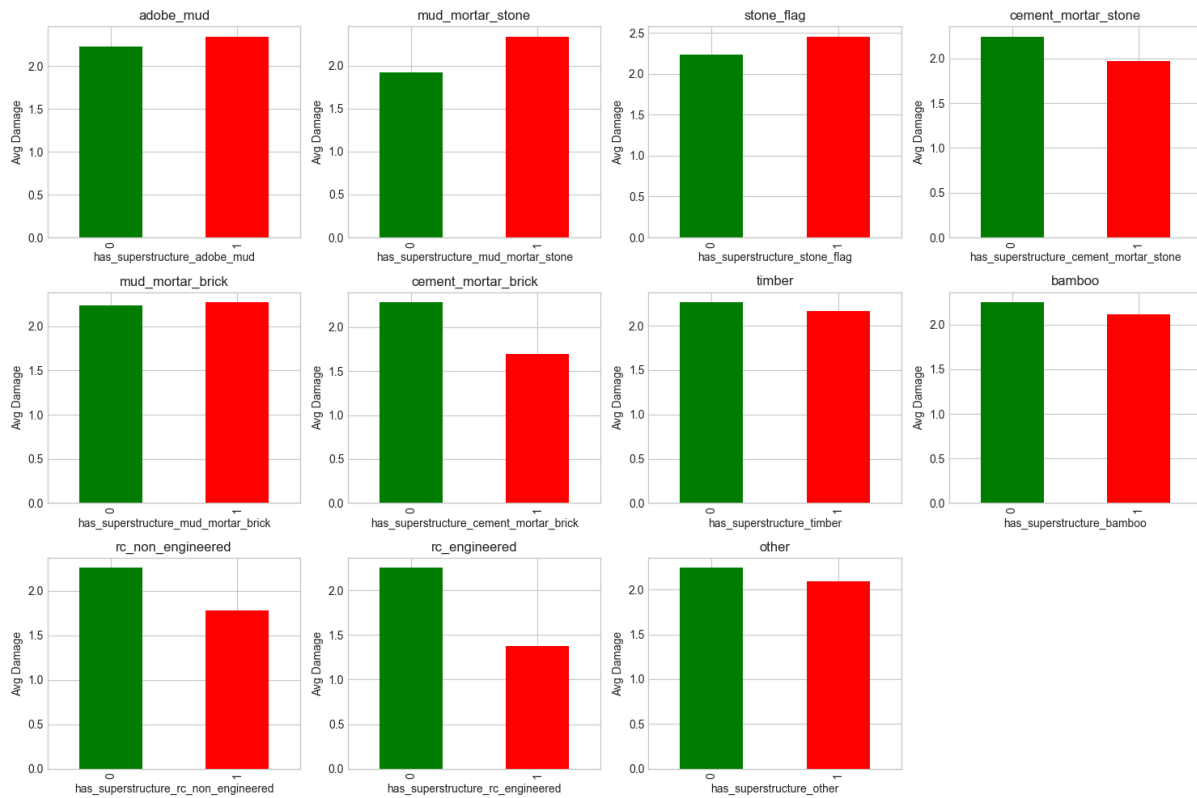 adobe_mud
2.0
1.5
1.0
0.5
0.0
Avg Damage
0
1
has_superstructure_adobe_mud
mud_mortar_stone
2.0
1.5
1.0
0.5
0.0
Avg Damage
0
1
has_superstructure_mud_mortar_stone
stone_flag
2.5
2.0
1.5
1.0
0.5
0.0
Avg Damage
0
1
has_superstructure_stone_flag
cement_mortar_stone
2.0
1.5
1.0
0.5
0.0
Avg Damage
0
1
has_superstructure_cement_mortar_stone
mud_mortar_brick
2.0
1.5
1.0
0.5
0.0
Avg Damage
0
1
has_superstructure_mud_mortar_brick
cement_mortar_brick
2.0
1.5
1.0
0.5
0.0
Avg Damage
0
1
has_superstructure_cement_mortar_brick
timber
2.0
1.5
1.0
0.5
0.0
Avg Damage
0
1
has_superstructure_timber
bamboo
2.0
1.5
1.0
0.5
0.0
Avg Damage
0
1
has_superstructure_bamboo
rc_non_engineered
2.0
1.5
1.0
0.5
0.0
Avg Damage
0
1
has_superstructure_rc_non_engineered
rc_engineered
2.0
1.5
1.0
0.5
0.0
Avg Damage
0
1
has_superstructure_rc_engineered
other
2.0
1.5
1.0
0.5
0.0
Avg Damage
0
1
has_superstructure_other